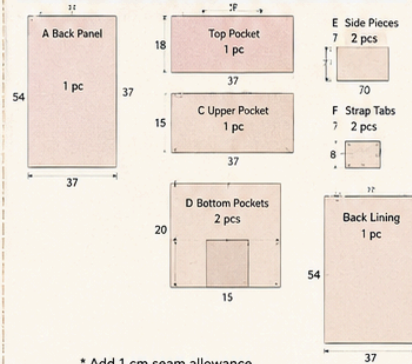 A Back Panel
1 pc
54
37
37
Top Pocket
1 pc
18
37
C Upper Pocket
1 pc
15
37
D Bottom Pockets
2 pcs
20
15
E Side Pieces
7 2 pcs
70
F Strap Tabs
2 pcs
8
Back Lining
1 pc
54
37
* Add 1 cm seam allowance